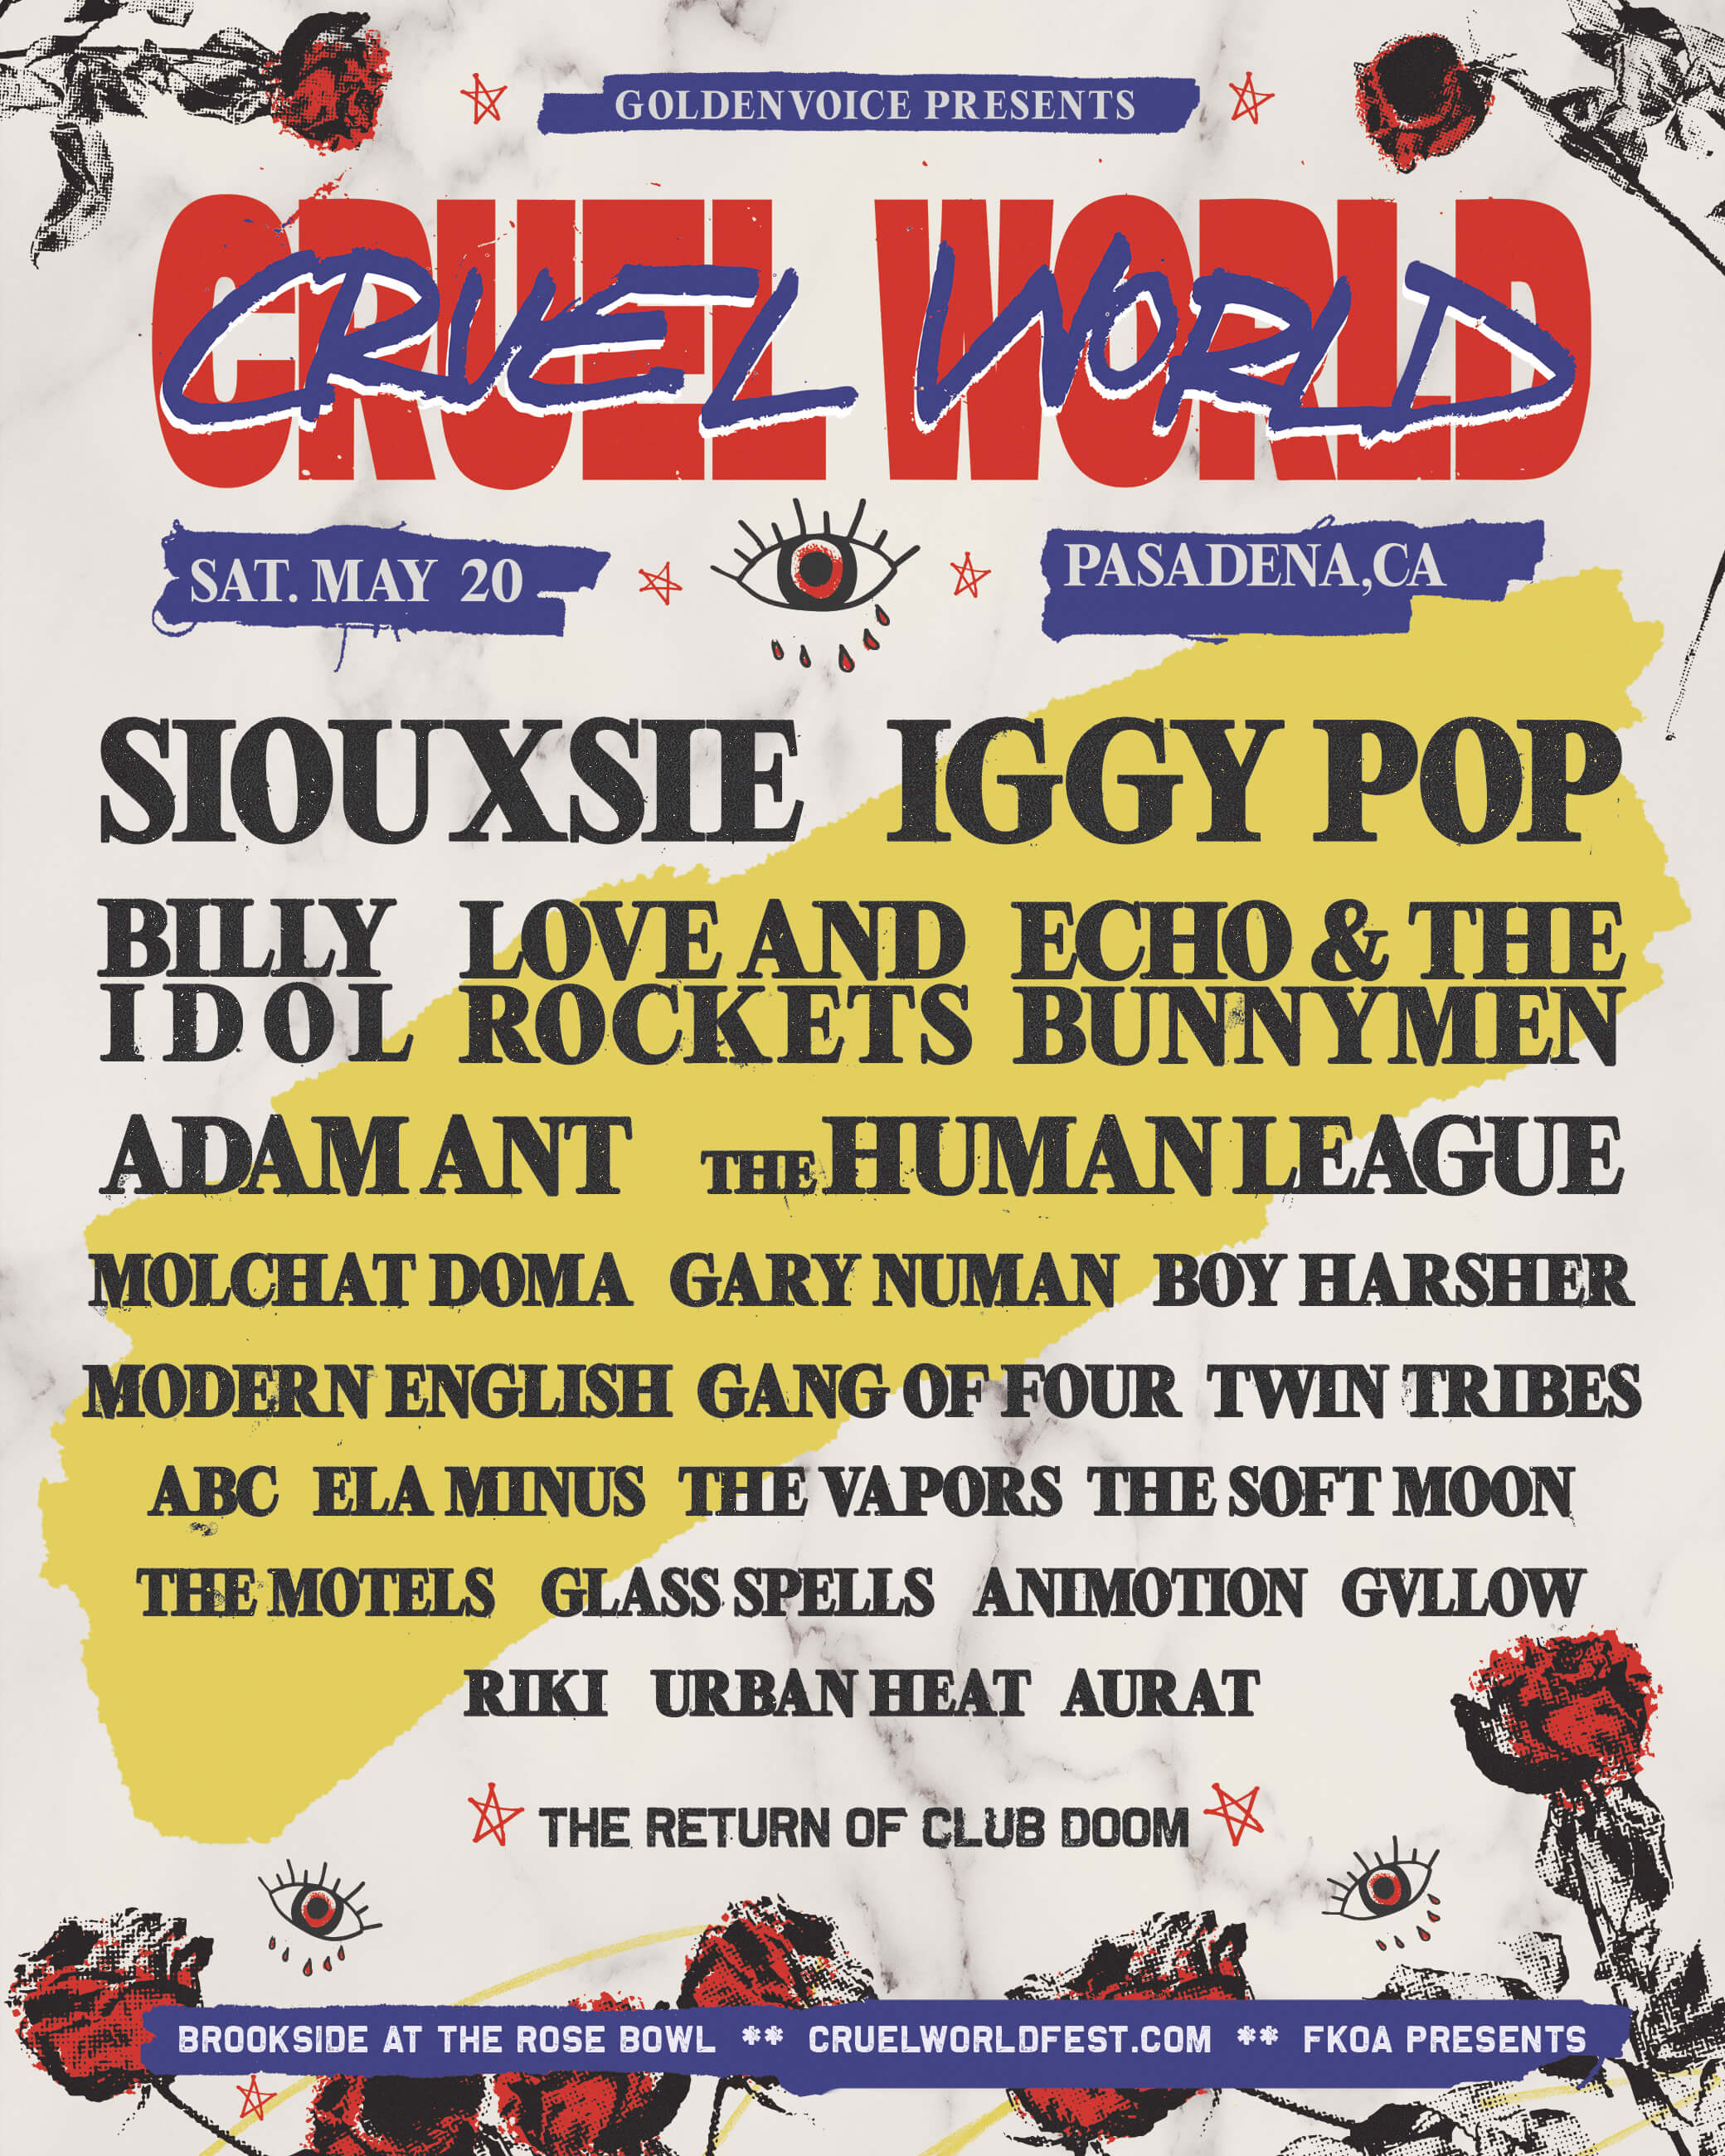 GOLDENVOICE PRESENTS
CRUEL WORLD
CRUEL WORLD
SAT. MAY 20
PASADENA, CA
SIOUXSIE IGGY POP
BILLY IDOL LOVE AND ROCKETS ECHO & THE BUNNYMEN
ADAM ANT THE HUMAN LEAGUE
MOLCHAT DOMA GARY NUMAN BOY HARSHER
MODERN ENGLISH GANG OF FOUR TWIN TRIBES
ABC ELA MINUS THE VAPORS THE SOFT MOON
THE MOTELS GLASS SPELLS ANIMOTION GVLLOW
RIKI URBAN HEAT AURAT
THE RETURN OF CLUB DOOM
BROOKSIDE AT THE ROSE BOWL ** CRUELWORLDFEST.COM ** FKOA PRESENTS